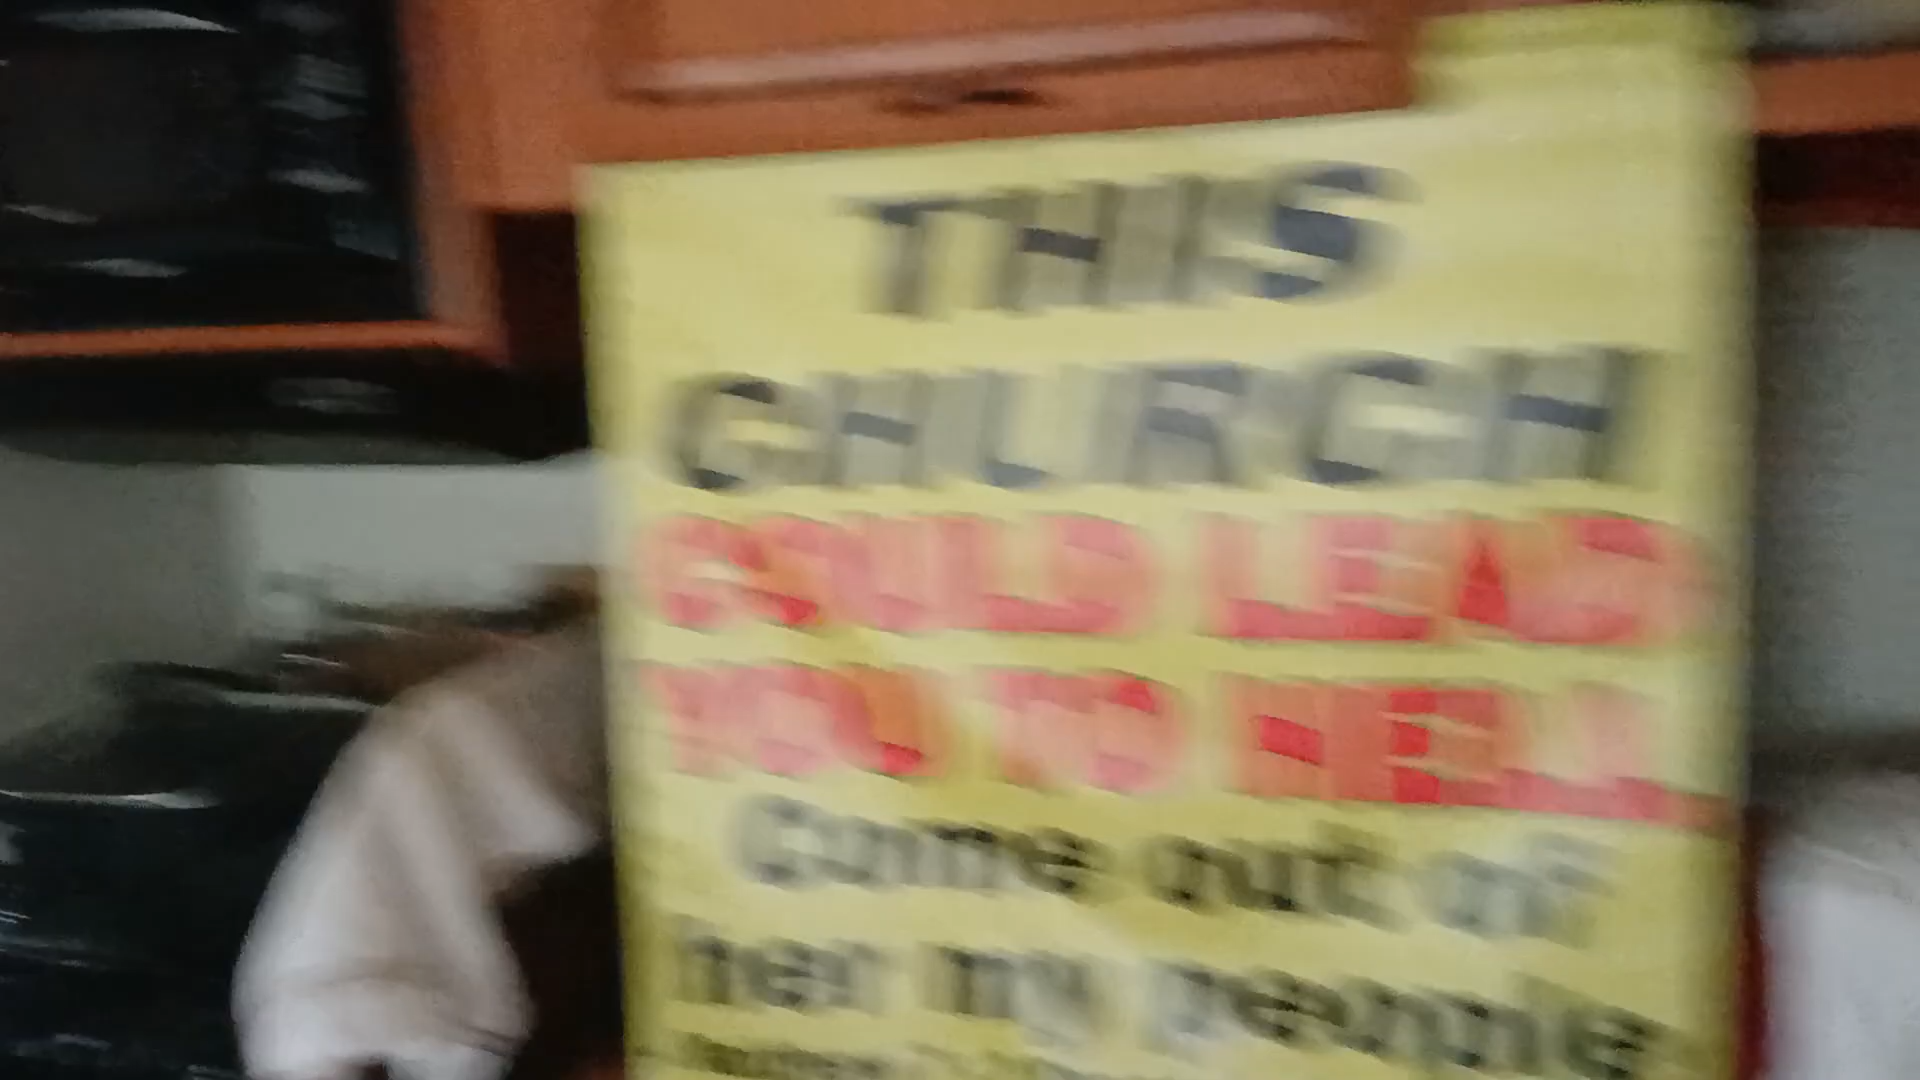 THIS
CHURCH
COULD LEAD
YOU TO HELL
Come out of
her my people